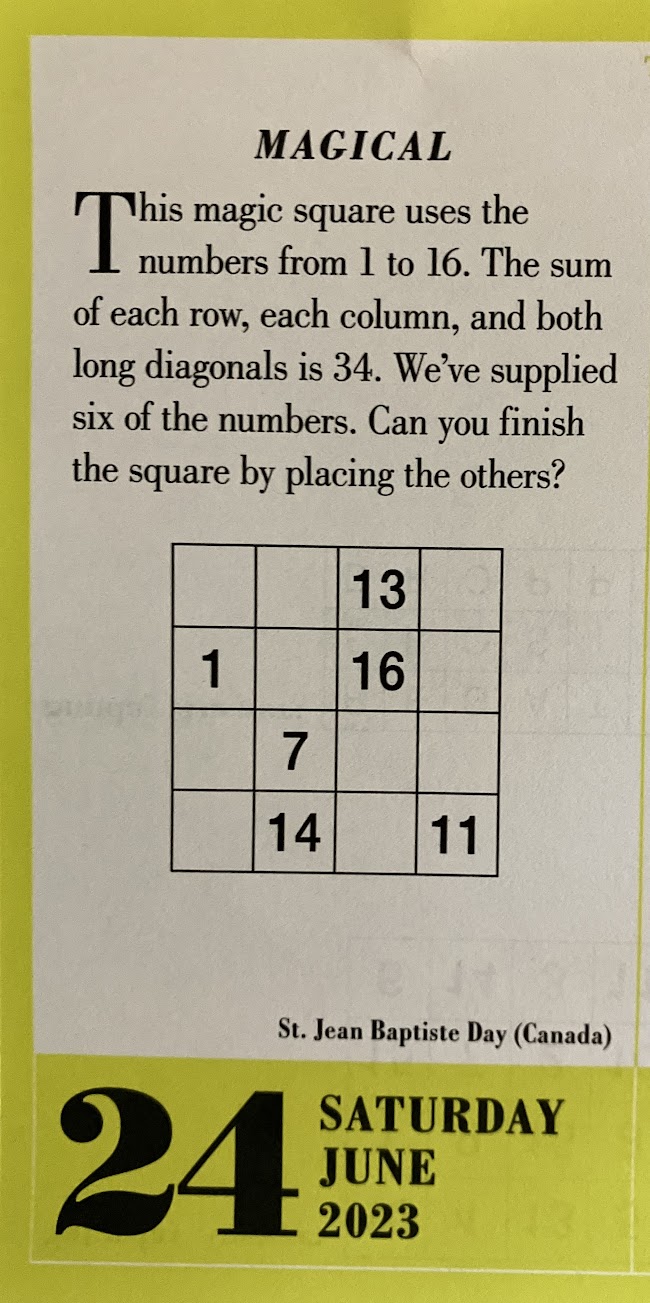 MAGICAL
This magic square uses the
numbers from 1 to 16. The sum
of each row, each column, and both
long diagonals is 34. We've supplied
six of the numbers. Can you finish
the square by placing the others?
13
1 16
7
14 11
St. Jean Baptiste Day (Canada)
24 SATURDAY
JUNE
2023